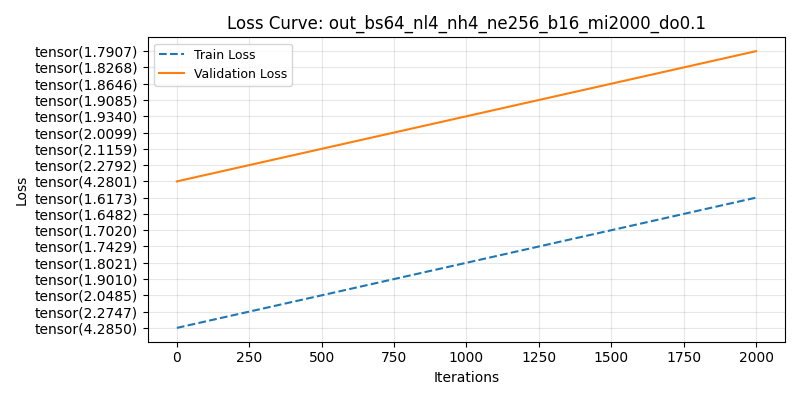 Loss Curve: out_bs64_nl4_nh4_ne256_b16_mi2000_do0.1
Train Loss
Validation Loss
tensor(1.7907)
tensor(1.8268)
tensor(1.8646)
tensor(1.9085)
tensor(1.9340)
tensor(2.0099)
tensor(2.1159)
tensor(2.2792)
tensor(4.2801)
tensor(1.6173)
tensor(1.6482)
tensor(1.7020)
tensor(1.7429)
tensor(1.8021)
tensor(1.9010)
tensor(2.0485)
tensor(2.2747)
tensor(4.2850)
Loss
0 250 500 750 1000 1250 1500 1750 2000
Iterations